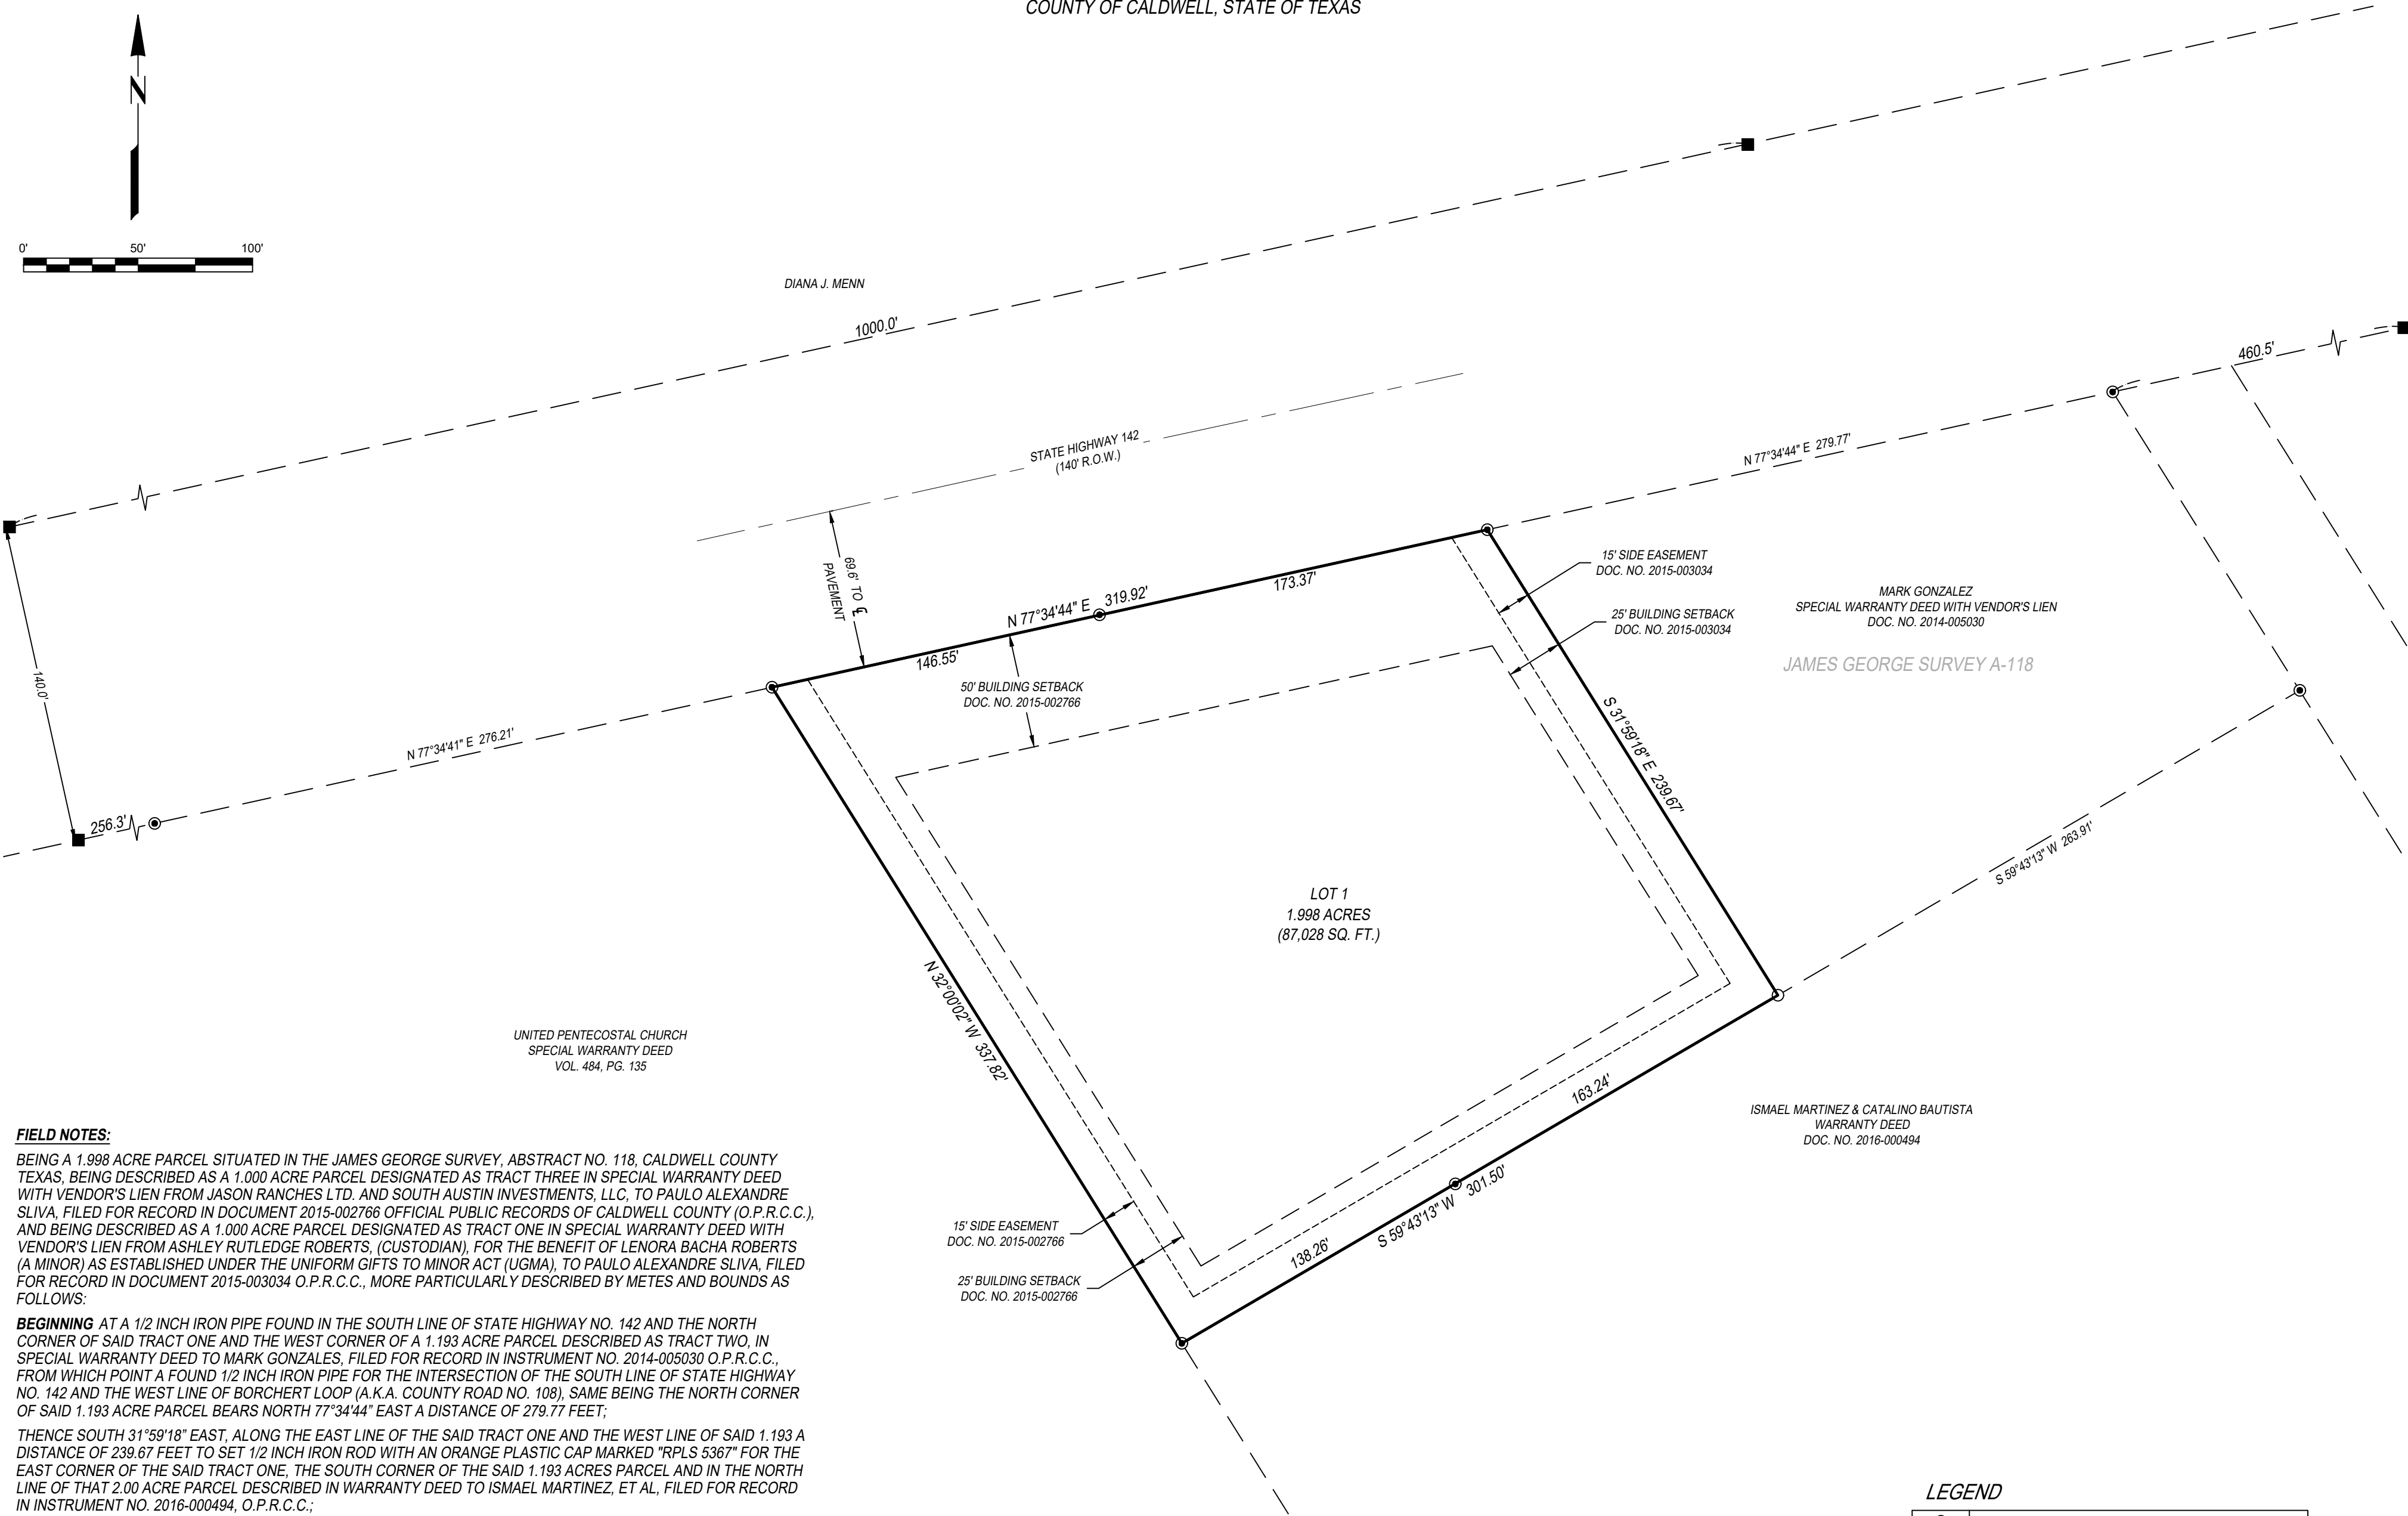 COUNTY OF CALDWELL, STATE OF TEXAS
N
0' 50' 100'
DIANA J. MENN
1000.0'
460.5'
STATE HIGHWAY 142
(140' R.O.W.)
N 77°34'44" E 279.77'
69.6' TO ℄
PAVEMENT
15' SIDE EASEMENT
DOC. NO. 2015-003034
25' BUILDING SETBACK
DOC. NO. 2015-003034
MARK GONZALEZ
SPECIAL WARRANTY DEED WITH VENDOR'S LIEN
DOC. NO. 2014-005030
JAMES GEORGE SURVEY A-118
173.37'
N 77°34'44" E 319.92'
146.55'
140.0'
50' BUILDING SETBACK
DOC. NO. 2015-002766
N 77°34'41" E 276.21'
256.3'
S 31°59'18" E 239.67'
S 59°43'13" W 263.91'
LOT 1
1.998 ACRES
(87,028 SQ. FT.)
N 32°00'02" W 337.82'
UNITED PENTECOSTAL CHURCH
SPECIAL WARRANTY DEED
VOL. 484, PG. 135
163.24'
ISMAEL MARTINEZ & CATALINO BAUTISTA
WARRANTY DEED
DOC. NO. 2016-000494
S 59°43'13" W 301.50'
138.26'
15' SIDE EASEMENT
DOC. NO. 2015-002766
25' BUILDING SETBACK
DOC. NO. 2015-002766
FIELD NOTES:
BEING A 1.998 ACRE PARCEL SITUATED IN THE JAMES GEORGE SURVEY, ABSTRACT NO. 118, CALDWELL COUNTY
TEXAS, BEING DESCRIBED AS A 1.000 ACRE PARCEL DESIGNATED AS TRACT THREE IN SPECIAL WARRANTY DEED
WITH VENDOR'S LIEN FROM JASON RANCHES LTD. AND SOUTH AUSTIN INVESTMENTS, LLC, TO PAULO ALEXANDRE
SLIVA, FILED FOR RECORD IN DOCUMENT 2015-002766 OFFICIAL PUBLIC RECORDS OF CALDWELL COUNTY (O.P.R.C.C.),
AND BEING DESCRIBED AS A 1.000 ACRE PARCEL DESIGNATED AS TRACT ONE IN SPECIAL WARRANTY DEED WITH
VENDOR'S LIEN FROM ASHLEY RUTLEDGE ROBERTS, (CUSTODIAN), FOR THE BENEFIT OF LENORA BACHA ROBERTS
(A MINOR) AS ESTABLISHED UNDER THE UNIFORM GIFTS TO MINOR ACT (UGMA), TO PAULO ALEXANDRE SLIVA, FILED
FOR RECORD IN DOCUMENT 2015-003034 O.P.R.C.C., MORE PARTICULARLY DESCRIBED BY METES AND BOUNDS AS
FOLLOWS:
BEGINNING AT A 1/2 INCH IRON PIPE FOUND IN THE SOUTH LINE OF STATE HIGHWAY NO. 142 AND THE NORTH
CORNER OF SAID TRACT ONE AND THE WEST CORNER OF A 1.193 ACRE PARCEL DESCRIBED AS TRACT TWO, IN
SPECIAL WARRANTY DEED TO MARK GONZALES, FILED FOR RECORD IN INSTRUMENT NO. 2014-005030 O.P.R.C.C.,
FROM WHICH POINT A FOUND 1/2 INCH IRON PIPE FOR THE INTERSECTION OF THE SOUTH LINE OF STATE HIGHWAY
NO. 142 AND THE WEST LINE OF BORCHERT LOOP (A.K.A. COUNTY ROAD NO. 108), SAME BEING THE NORTH CORNER
OF SAID 1.193 ACRE PARCEL BEARS NORTH 77°34'44” EAST A DISTANCE OF 279.77 FEET;
THENCE SOUTH 31°59'18” EAST, ALONG THE EAST LINE OF THE SAID TRACT ONE AND THE WEST LINE OF SAID 1.193 A
DISTANCE OF 239.67 FEET TO SET 1/2 INCH IRON ROD WITH AN ORANGE PLASTIC CAP MARKED "RPLS 5367" FOR THE
EAST CORNER OF THE SAID TRACT ONE, THE SOUTH CORNER OF THE SAID 1.193 ACRES PARCEL AND IN THE NORTH
LINE OF THAT 2.00 ACRE PARCEL DESCRIBED IN WARRANTY DEED TO ISMAEL MARTINEZ, ET AL, FILED FOR RECORD
IN INSTRUMENT NO. 2016-000494, O.P.R.C.C.;
LEGEND